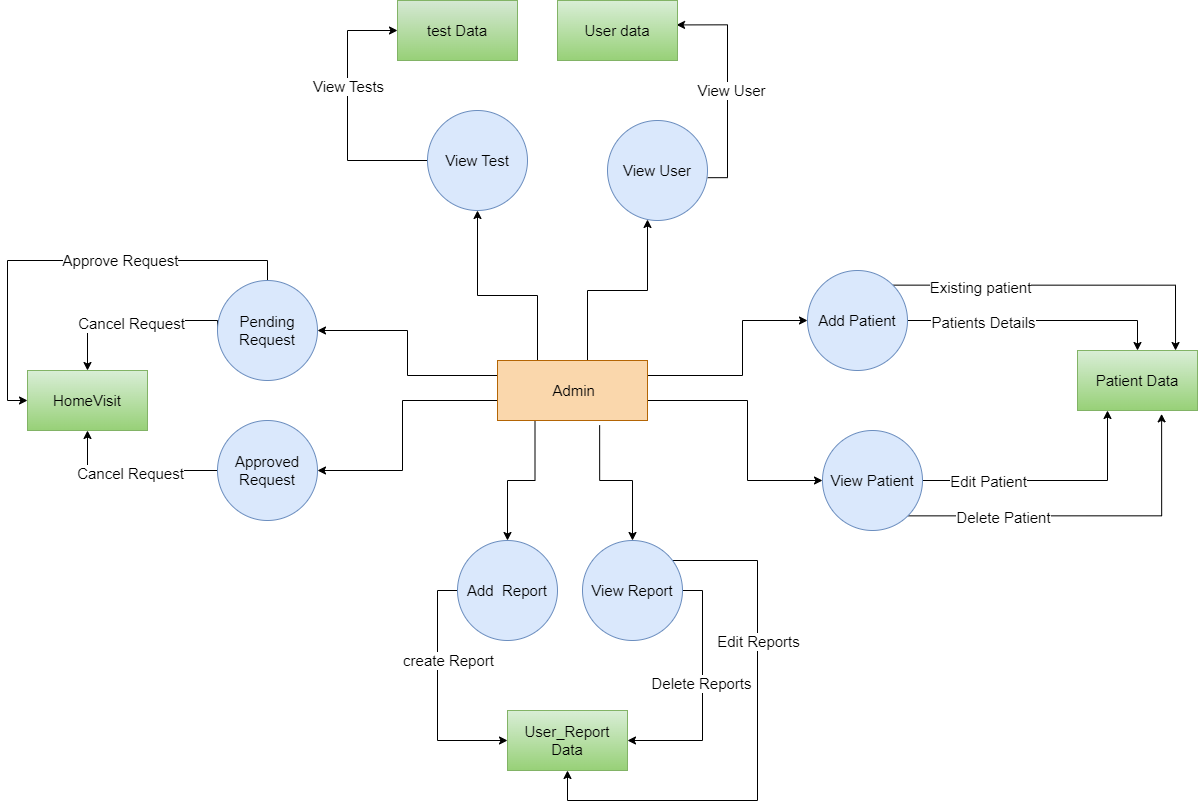 test Data
User data
View Tests
View User
View Test
View User
Approve Request
Existing patient
Cancel Request
Pending
Request
Add Patient
Patients Details
HomeVisit
Admin
Patient Data
Cancel Request
Approved
Request
View Patient
Edit Patient
Delete Patient
Add  Report
View Report
create Report
Edit Reports
Delete Reports
User_Report
Data